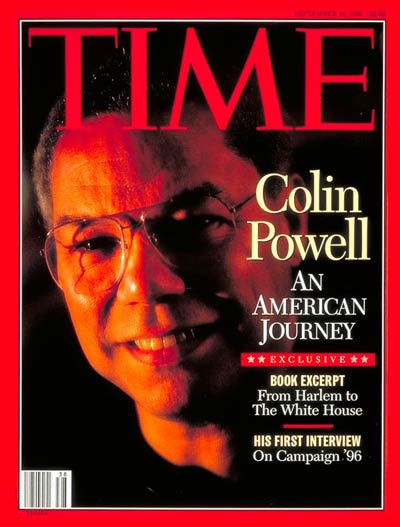 TIME
Colin
Powell
AN
AMERICAN
JOURNEY
★★ EXCLUSIVE ★★
BOOK EXCERPT
From Harlem to
The White House
HIS FIRST INTERVIEW
On Campaign '96
38